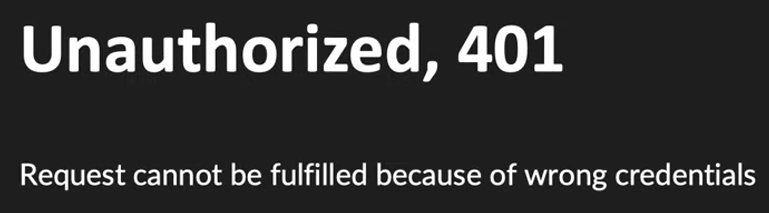 Unauthorized, 401
Request cannot be fulfilled because of wrong credentials